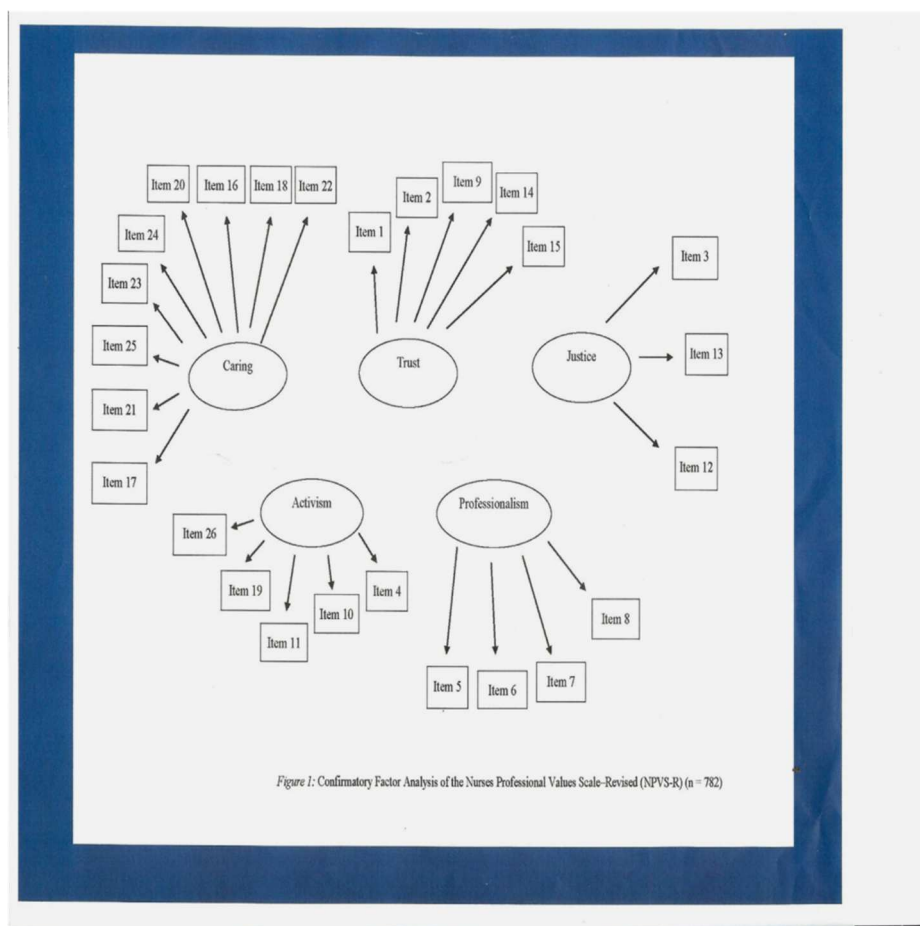 Item 20
Item 16
Item 18
Item 22
Item 24
Item 23
Item 25
Item 21
Item 17
Caring
Item 1
Item 2
Item 9
Item 14
Item 15
Trust
Item 3
Item 13
Item 12
Justice
Activism
Item 26
Item 19
Item 11
Item 10
Item 4
Professionalism
Item 5
Item 6
Item 7
Item 8
Figure 1: Confirmatory Factor Analysis of the Nurses Professional Values Scale–Revised (NPVS-R) (n = 782)